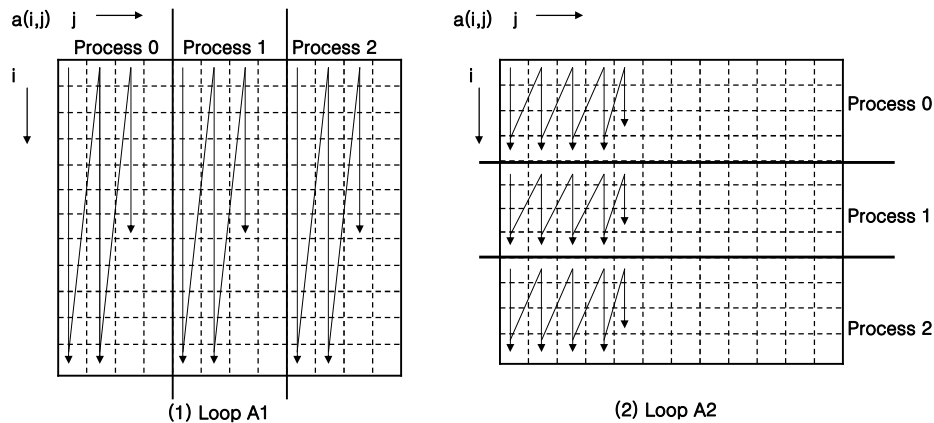 a(i,j) j
Process 0 Process 1 Process 2
i
(1) Loop A1
a(i,j) j
i
Process 0
Process 1
Process 2
(2) Loop A2